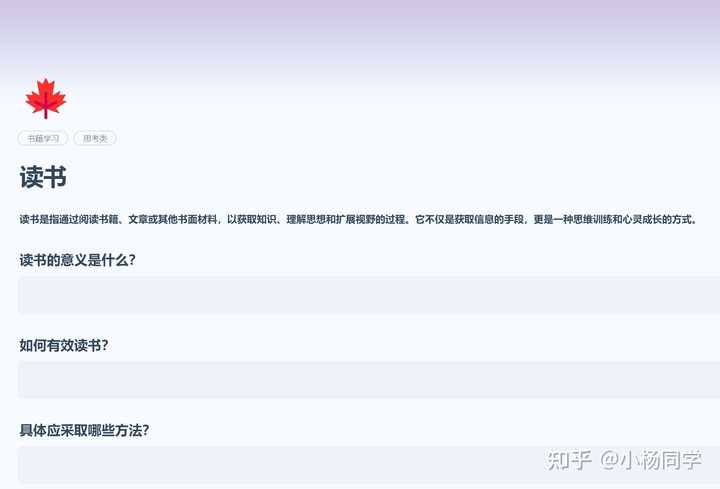 书籍学习 思考类
读书
读书是指通过阅读书籍、文章或其他书面材料，以获取知识、理解思想和扩展视野的过程。它不仅是获取信息的手段，更是一种思维训练和心灵成长的方式。
读书的意义是什么？
如何有效读书？
具体应采取哪些方法？
知乎 @小杨同学